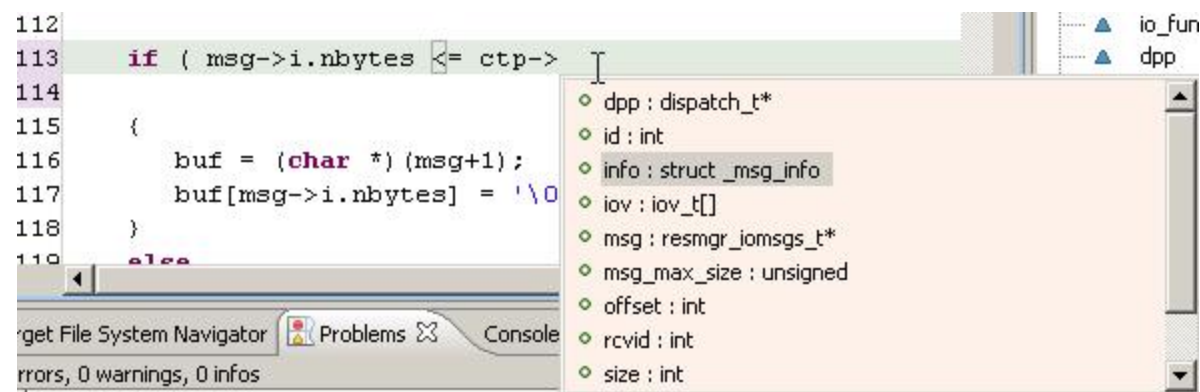 112
113 if ( msg->i.nbytes <= ctp->
114
115 {
116 buf = (char *)(msg+1);
117 buf[msg->i.nbytes] = '\0
118 }
119 else
dpp : dispatch_t*
id : int
info : struct _msg_info
iov : iov_t[]
msg : resmgr_iomsgs_t*
msg_max_size : unsigned
offset : int
rcvid : int
size : int
io_fun
dpp
rget File System Navigator Problems Console
rrors, 0 warnings, 0 infos